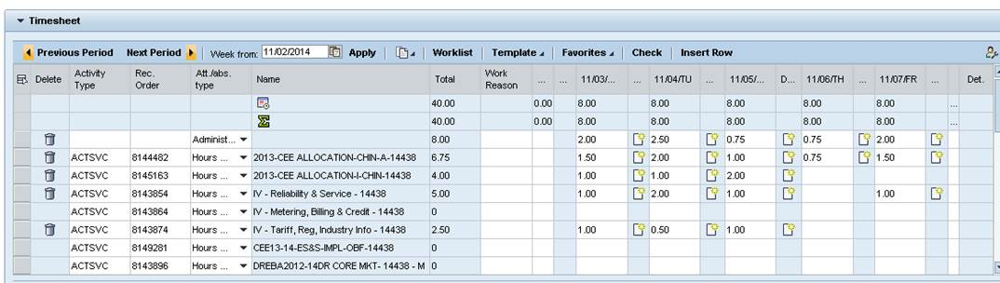 Timesheet
Previous Period Next Period Week from: 11/02/2014 Apply Worklist Template Favorites Check Insert Row
Delete Activity Type Rec. Order Att./abs. type Name Total Work Reason ... ... 11/03/... ... 11/04/TU ... 11/05/... D... 11/06/TH ... 11/07/FR ... Det.
40.00 0.00 8.00 8.00 8.00 8.00 8.00 ...
Σ 40.00 0.00 8.00 8.00 8.00 8.00 8.00 ...
Administ... 8.00 2.00 2.50 0.75 0.75 2.00
ACTSVC 8144482 Hours ... 2013-CEE ALLOCATION-CHIN-A-14438 6.75 1.50 2.00 1.00 0.75 1.50
ACTSVC 8145163 Hours ... 2013-CEE ALLOCATION-I-CHIN-14438 4.00 1.00 1.00 2.00
ACTSVC 8143854 Hours ... IV - Reliability & Service - 14438 5.00 1.00 2.00 1.00 1.00
ACTSVC 8143864 Hours ... IV - Metering, Billing & Credit - 14438 0
ACTSVC 8143874 Hours ... IV - Tariff, Reg, Industry Info - 14438 2.50 1.00 0.50 1.00
ACTSVC 8149281 Hours ... CEE13-14-ES&S-IMPL-OBF-14438 0
ACTSVC 8143896 Hours ... DREBA2012-14DR CORE MKT- 14438 - M 0